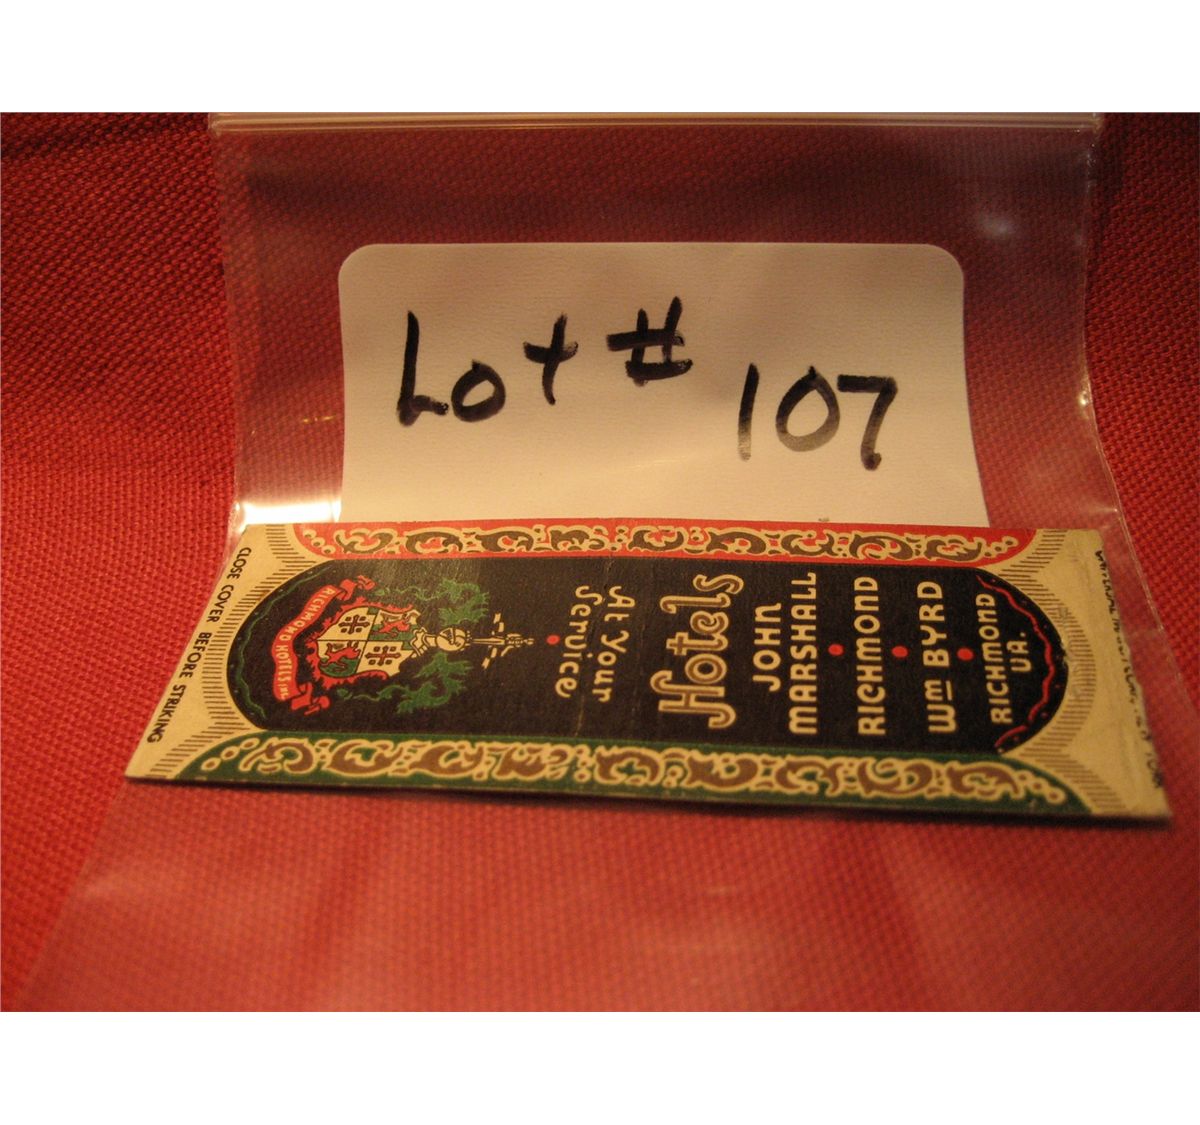 Lot # 107
CLOSE COVER BEFORE STRIKING
RICHMOND HOTELS INC.
At Your
Service
Hotels
JOHN
MARSHALL
RICHMOND
Wm BYRD
RICHMOND
VA.